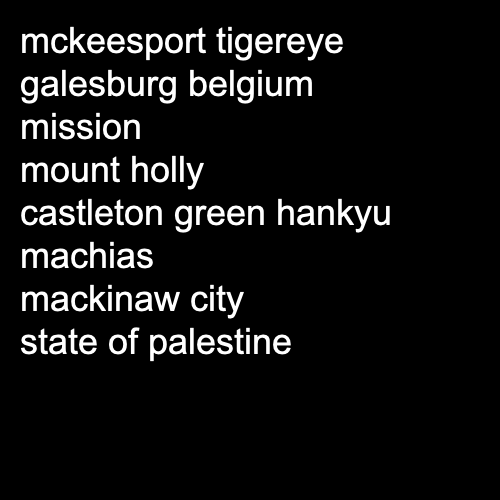 mckeesport tigereye
galesburg belgium
mission
mount holly
castleton green hankyu
machias
mackinaw city
state of palestine